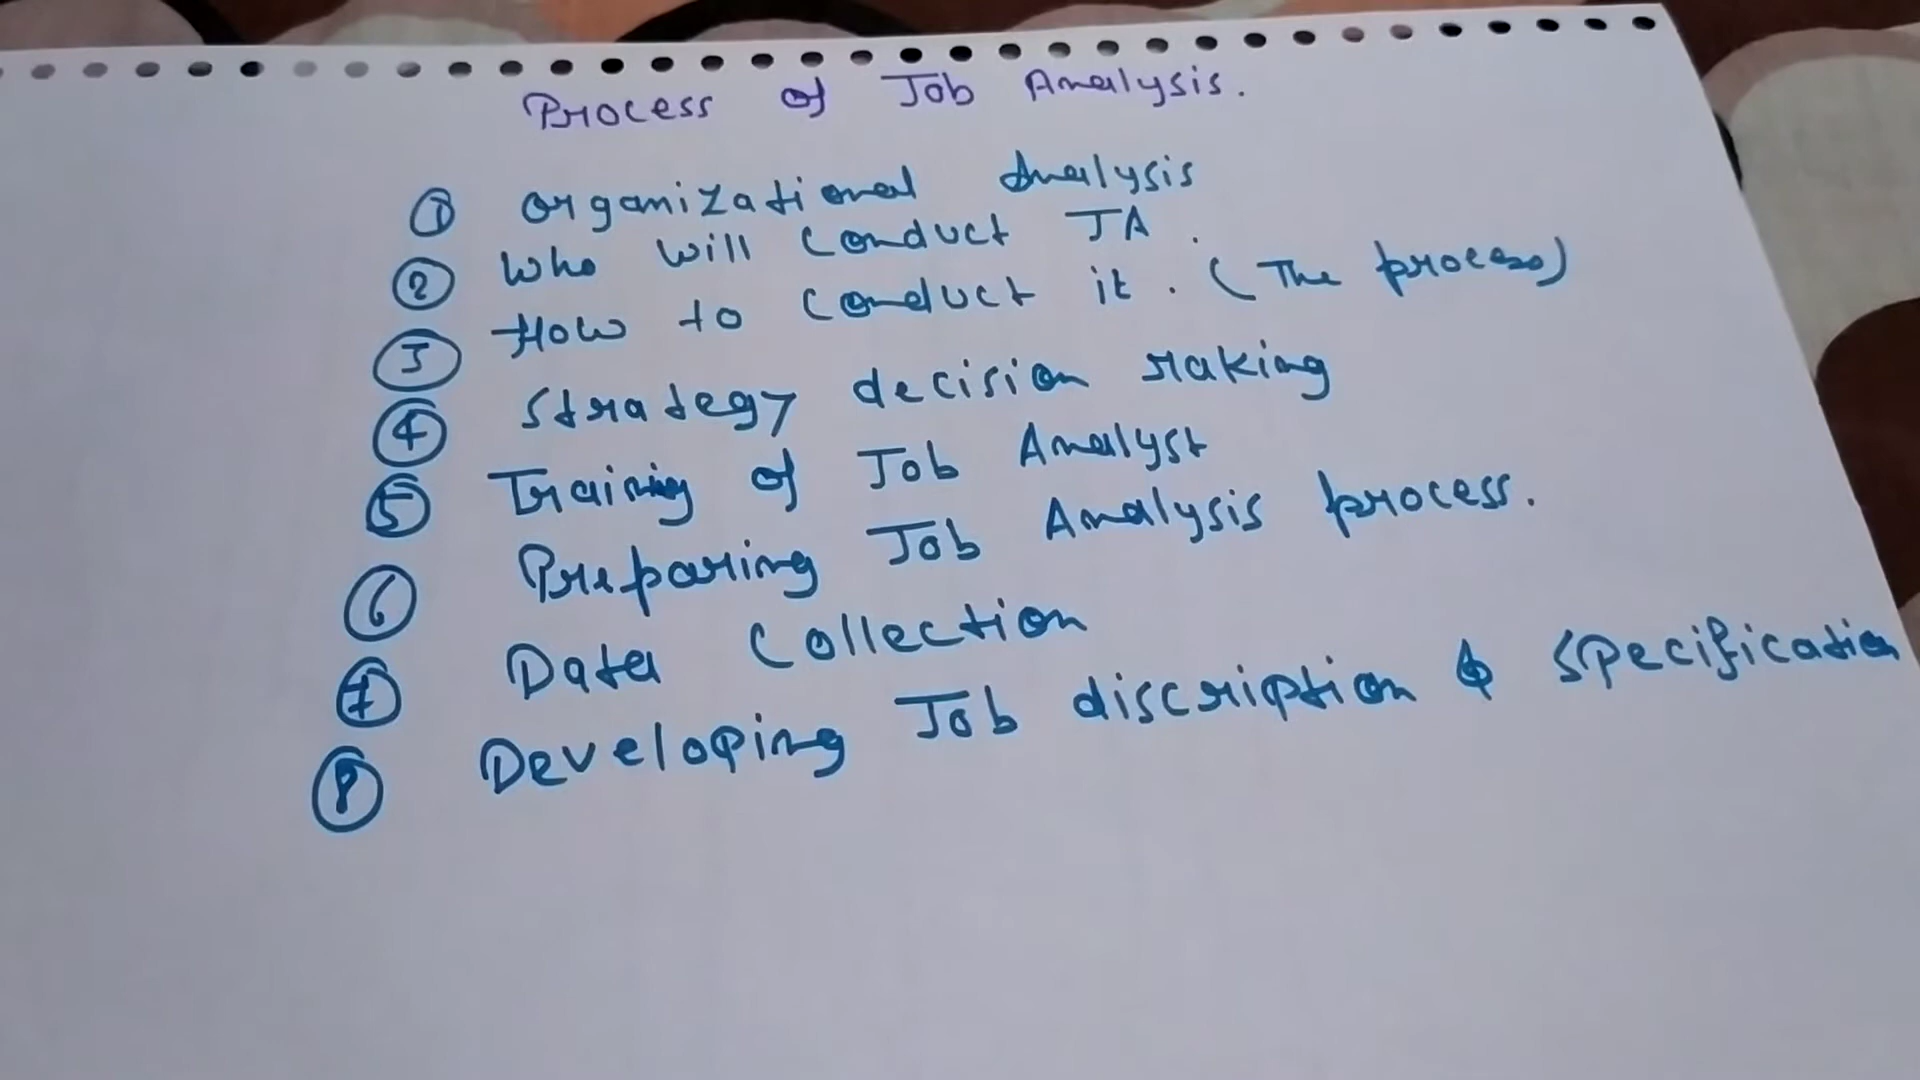 Process of Job Analysis.
① Organizational Analysis
② Who will conduct JA.
③ How to conduct it. (The process)
④ Strategy decision making
⑤ Training of Job Analyst
⑥ Preparing Job Analysis process.
⑦ Data Collection
⑧ Developing Job discription & Specification